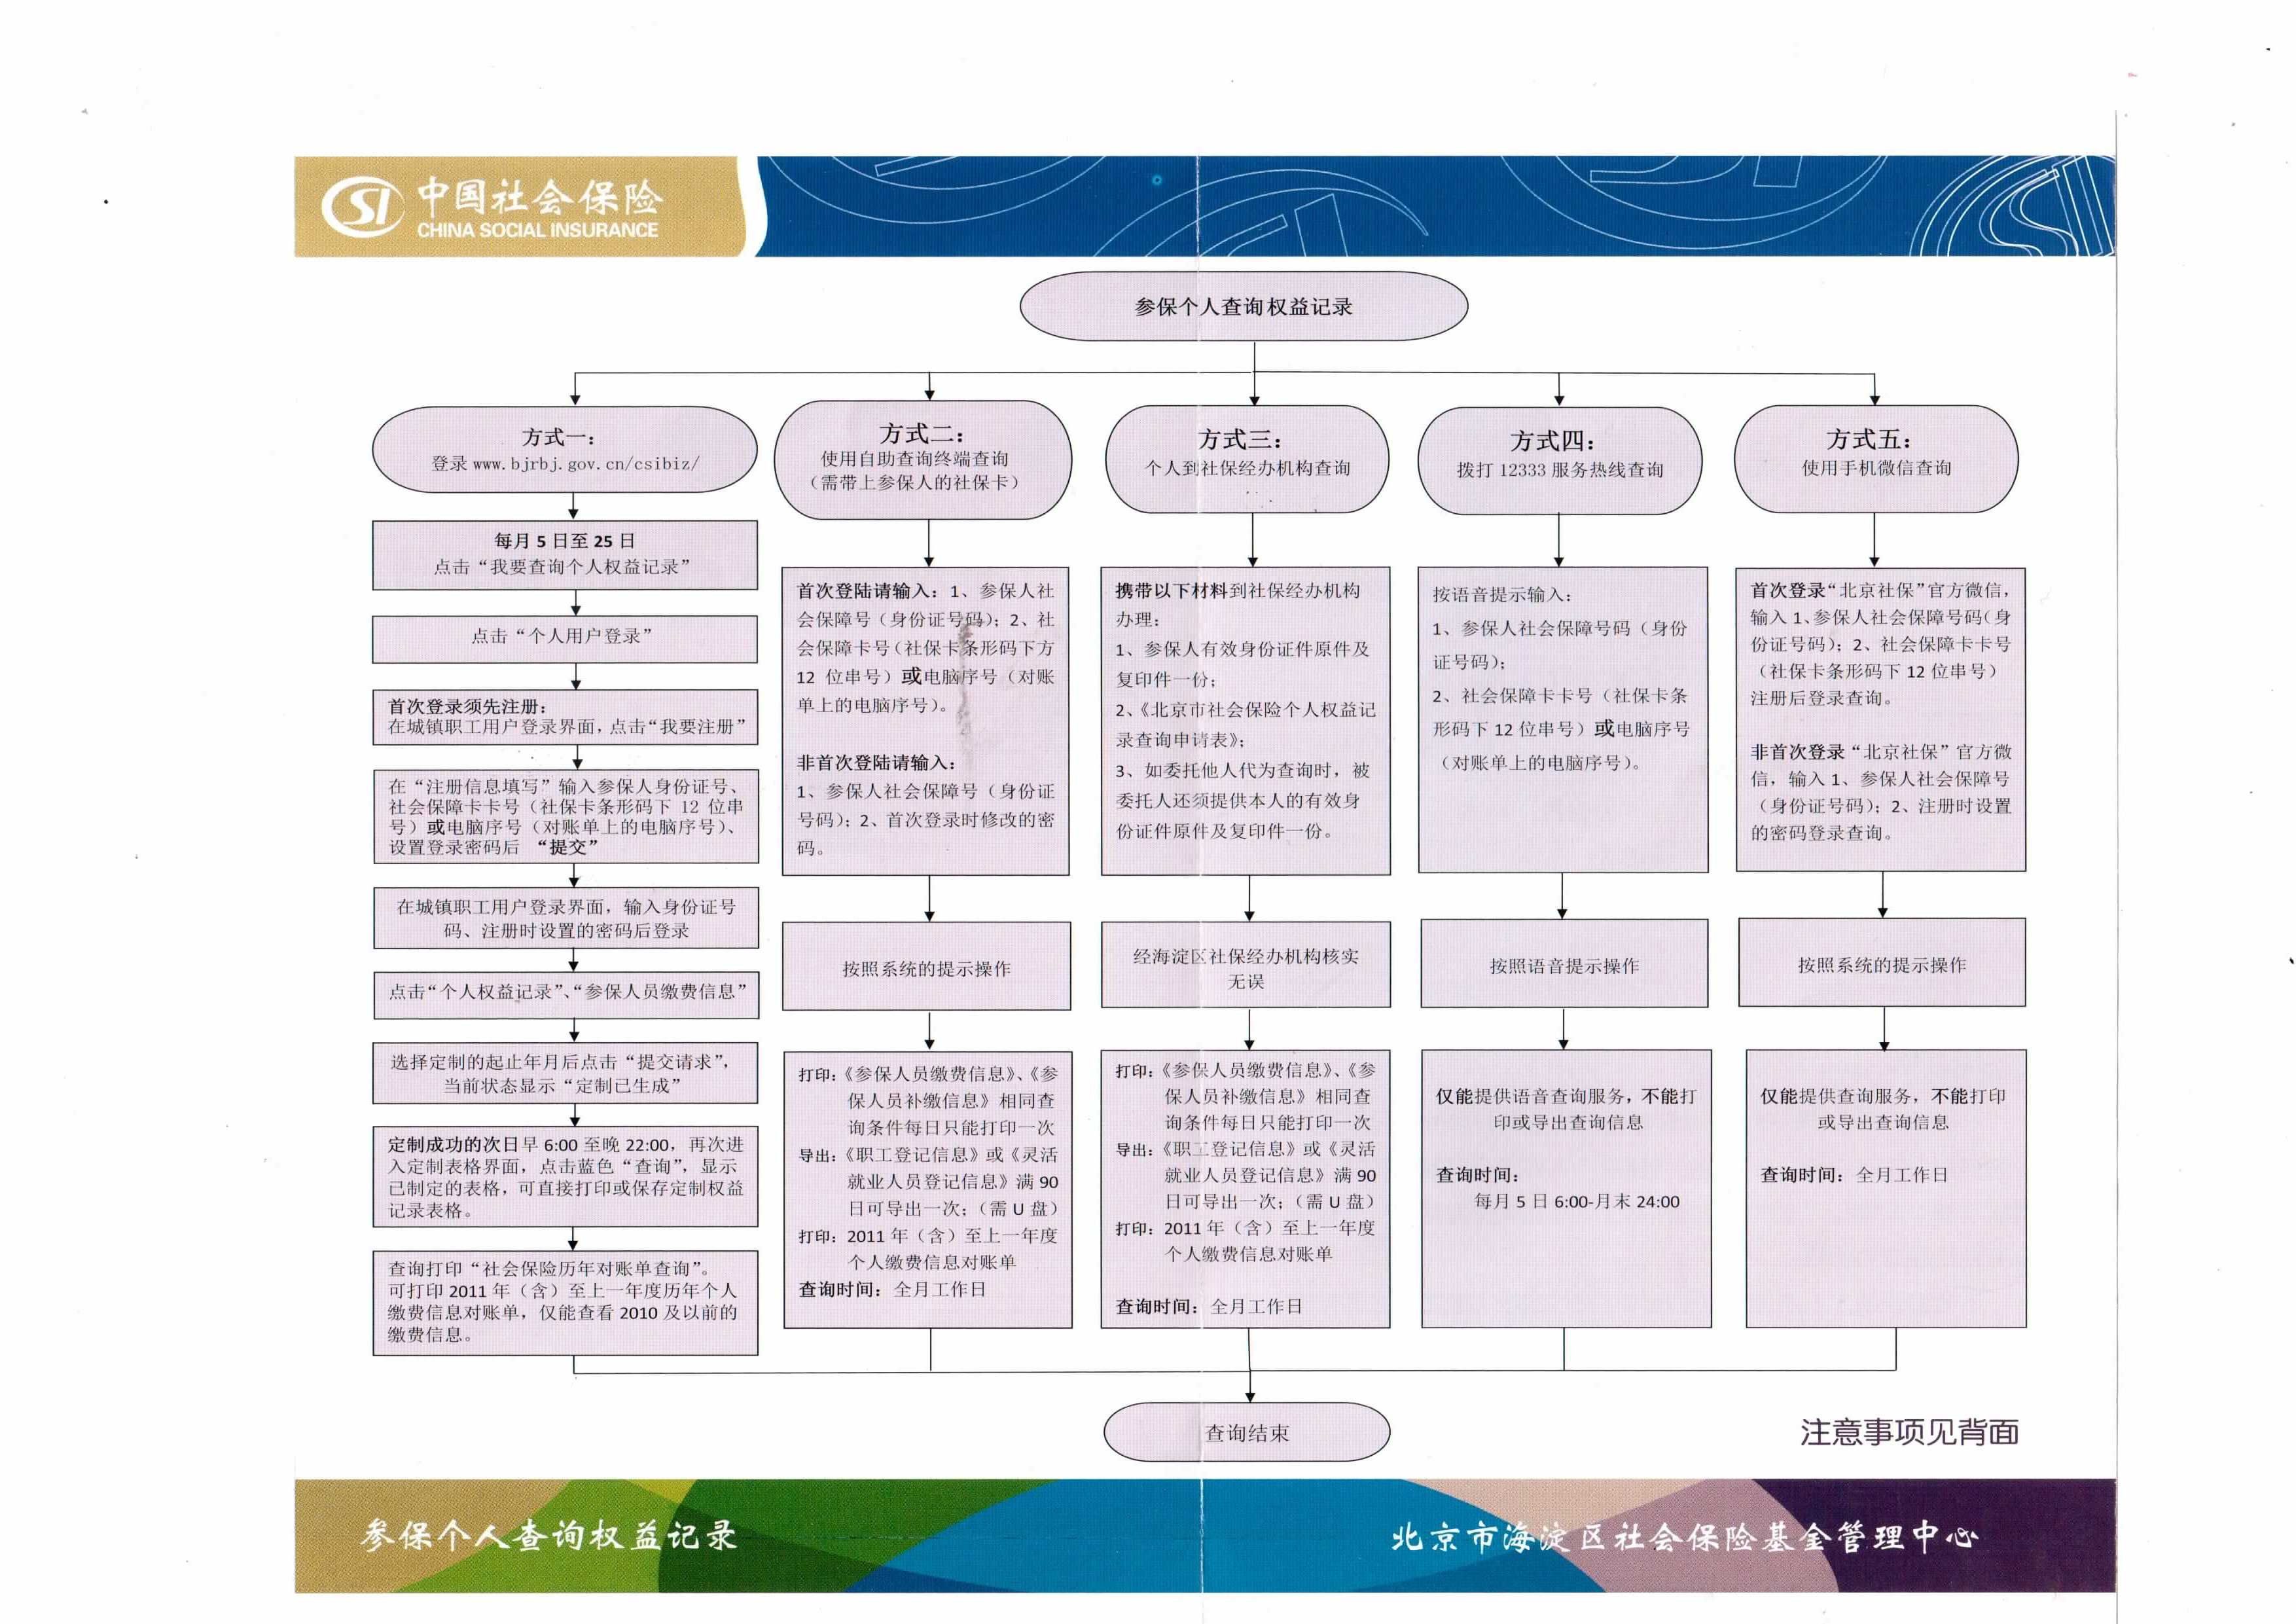 中国社会保险
CHINA SOCIAL INSURANCE
参保个人查询权益记录
方式一：
登录 www.bjrbj.gov.cn/csibiz/
每月 5 日至 25 日
点击“我要查询个人权益记录”
点击“个人用户登录”
首次登录须先注册：
在城镇职工用户登录界面，点击“我要注册”
在“注册信息填写”输入参保人身份证号、
社会保障卡卡号（社保卡条形码下 12 位串
号）或电脑序号（对账单上的电脑序号）、
设置登录密码后 “提交”
在城镇职工用户登录界面，输入身份证号
码、注册时设置的密码后登录
点击“个人权益记录”、“参保人员缴费信息”
选择定制的起止年月后点击“提交请求”，
当前状态显示“定制已生成”
定制成功的次日早 6:00 至晚 22:00，再次进
入定制表格界面，点击蓝色“查询”，显示
已制定的表格，可直接打印或保存定制权益
记录表格。
查询打印“社会保险历年对账单查询”。
可打印 2011 年（含）至上一年度历年个人
缴费信息对账单，仅能查看 2010 及以前的
缴费信息。
方式二：
使用自助查询终端查询
（需带上参保人的社保卡）
首次登陆请输入：1、参保人社
会保障号（身份证号码）；2、社
会保障卡号（社保卡条形码下方
12 位串号）或电脑序号（对账
单上的电脑序号）。
非首次登陆请输入：
1、参保人社会保障号（身份证
号码）；2、首次登录时修改的密
码。
按照系统的提示操作
打印：《参保人员缴费信息》、《参
保人员补缴信息》相同查
询条件每日只能打印一次
导出：《职工登记信息》或《灵活
就业人员登记信息》满 90
日可导出一次；（需 U 盘）
打印：2011 年（含）至上一年度
个人缴费信息对账单
查询时间：全月工作日
方式三：
个人到社保经办机构查询
携带以下材料到社保经办机构
办理：
1、参保人有效身份证件原件及
复印件一份；
2、《北京市社会保险个人权益记
录查询申请表》；
3、如委托他人代为查询时，被
委托人还须提供本人的有效身
份证件原件及复印件一份。
经海淀区社保经办机构核实
无误
打印：《参保人员缴费信息》、《参
保人员补缴信息》相同查
询条件每日只能打印一次
导出：《职工登记信息》或《灵活
就业人员登记信息》满 90
日可导出一次；（需 U 盘）
打印：2011 年（含）至上一年度
个人缴费信息对账单
查询时间：全月工作日
方式四：
拨打 12333 服务热线查询
按语音提示输入：
1、参保人社会保障号码（身份
证号码）；
2、社会保障卡卡号（社保卡条
形码下 12 位串号）或电脑序号
（对账单上的电脑序号）。
按照语音提示操作
仅能提供语音查询服务，不能打
印或导出查询信息
查询时间：
每月 5 日 6:00-月末 24:00
方式五：
使用手机微信查询
首次登录“北京社保”官方微信，
输入 1、参保人社会保障号码（身
份证号码）；2、社会保障卡卡号
（社保卡条形码下 12 位串号）
注册后登录查询。
非首次登录“北京社保”官方微
信，输入 1、参保人社会保障号
（身份证号码）；2、注册时设置
的密码登录查询。
按照系统的提示操作
仅能提供查询服务，不能打印
或导出查询信息
查询时间：全月工作日
查询结束
注意事项见背面
参保个人查询权益记录
北京市海淀区社会保险基金管理中心